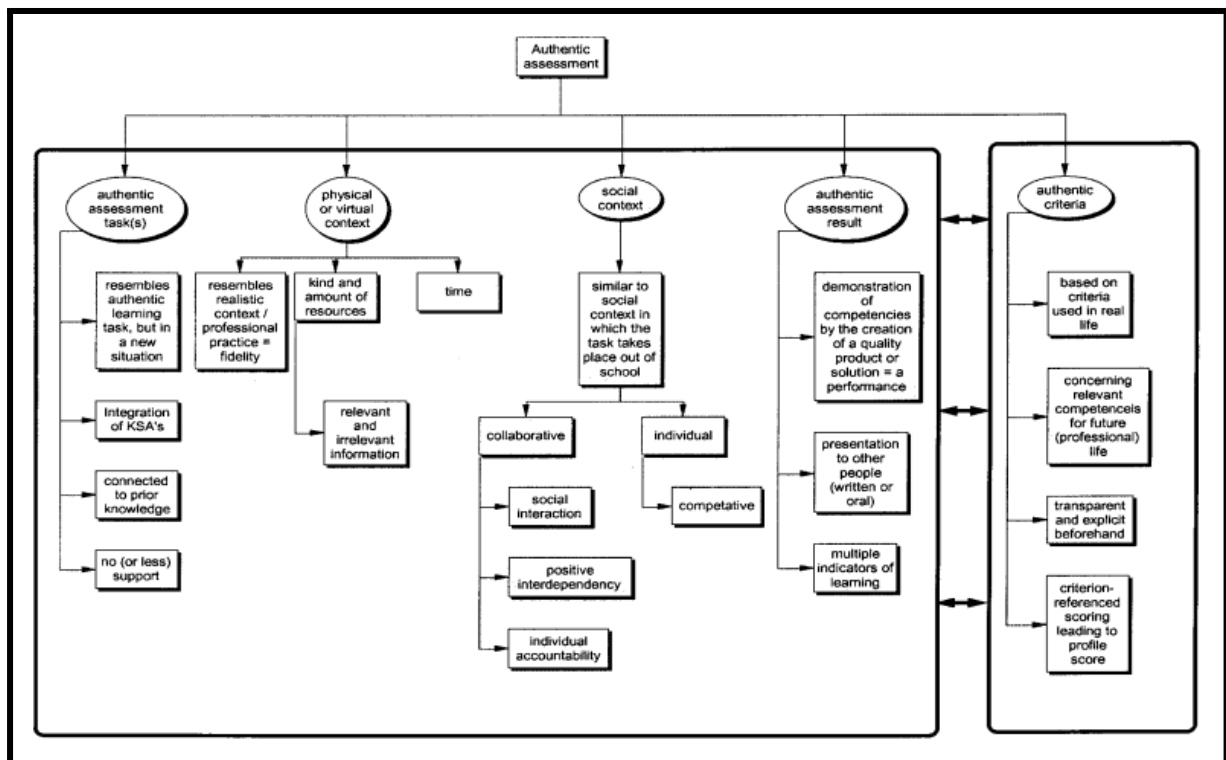 Authentic
assessment
authentic
assessment
task(s)
physical
or virtual
context
social
context
authentic
assessment
result
authentic
criteria
resembles
authentic
learning
task, but in
a new
situation
Integration
of KSA's
connected
to prior
knowledge
no (or less)
support
resembles
realistic
context /
professional
practice =
fidelity
kind and
amount of
resources
time
relevant and
irrelevant
information
similar to
social
context in
which the
task takes
place out of
school
collaborative
individual
social
interaction
positive
interdependency
individual
accountability
competative
demonstration
of
competencies
by the creation
of a quality
product or
solution = a
performance
presentation
to other
people
(written or
oral)
multiple
indicators of
learning
based on
criteria
used in real
life
concerning
relevant
competenceis
for future
(professional)
life
transparent
and explicit
beforehand
criterion-
referenced
scoring
leading to
profile
score